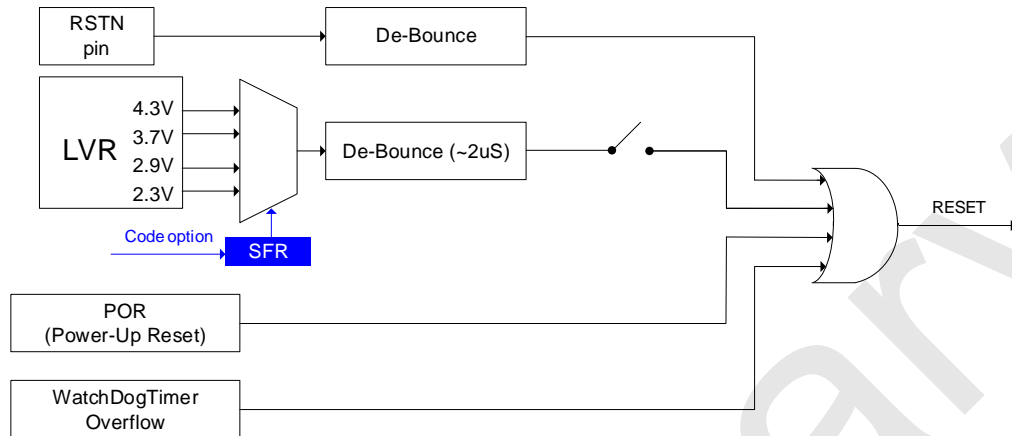 RSTN
pin
De-Bounce
LVR
4.3V
3.7V
2.9V
2.3V
De-Bounce (~2uS)
Code option
SFR
RESET
POR
(Power-Up Reset)
WatchDogTimer
Overflow